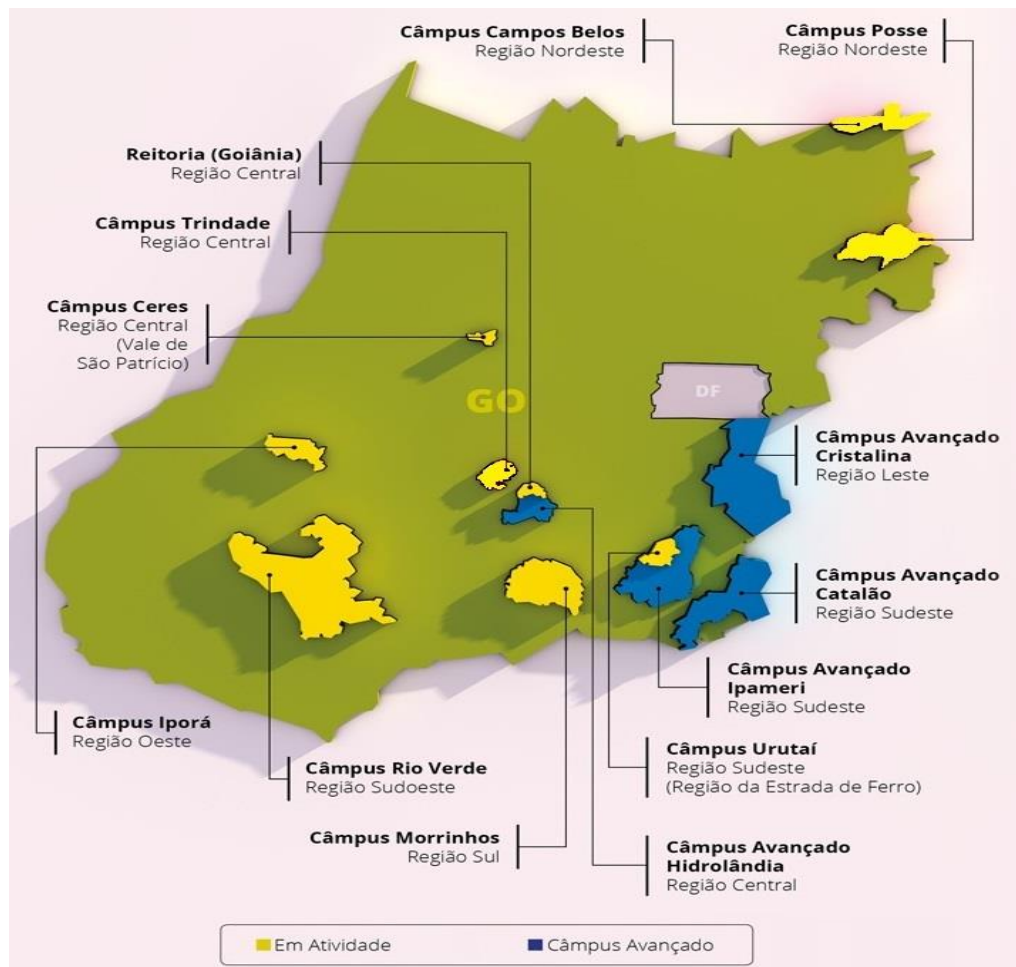 Câmpus Campos Belos
Região Nordeste
Câmpus Posse
Região Nordeste
Reitoria (Goiânia)
Região Central
Câmpus Trindade
Região Central
Câmpus Ceres
Região Central
(Vale de
São Patrício)
GO
DF
Câmpus Avançado
Cristalina
Região Leste
Câmpus Avançado
Catalão
Região Sudeste
Câmpus Avançado
Ipameri
Região Sudeste
Câmpus Iporá
Região Oeste
Câmpus Urutaí
Região Sudeste
(Região da Estrada de Ferro)
Câmpus Rio Verde
Região Sudoeste
Câmpus Morrinhos
Região Sul
Câmpus Avançado
Hidrolândia
Região Central
Em Atividade
Câmpus Avançado